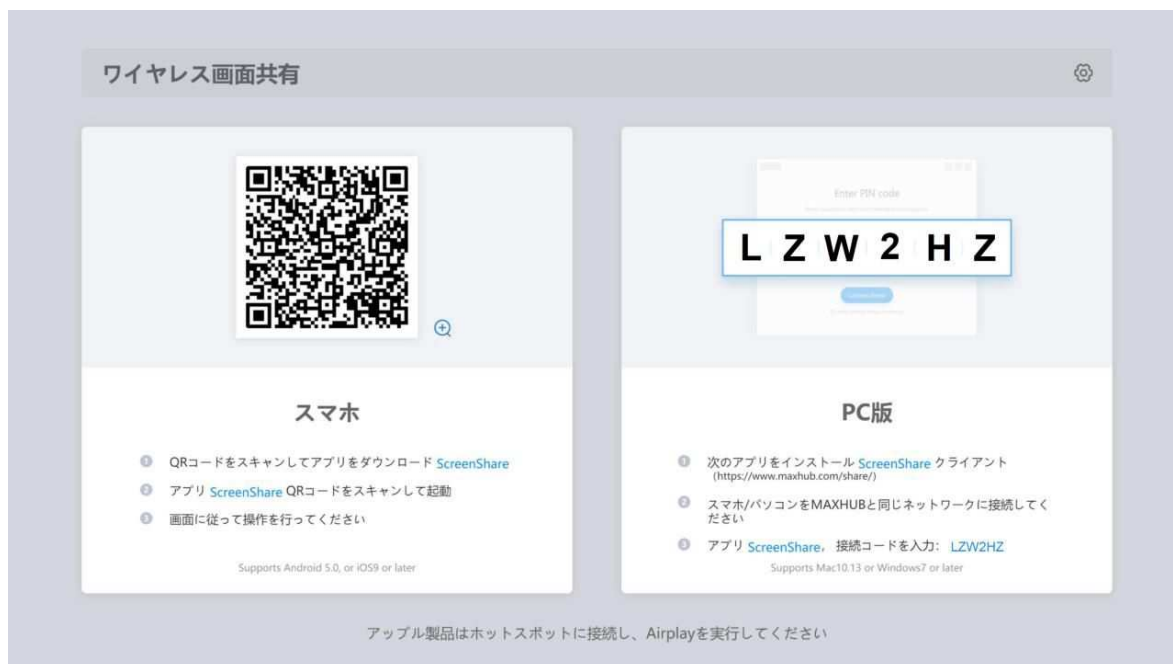 ワイヤレス画面共有
Enter PIN code
L Z W 2 H Z
スマホ
1 QRコードをスキャンしてアプリをダウンロード ScreenShare
2 アプリ ScreenShare QRコードをスキャンして起動
3 画面に従って操作を行ってください
Supports Android 5.0, or iOS9 or later
PC版
1 次のアプリをインストール ScreenShare クライアント
(https://www.maxhub.com/share/)
2 スマホ/パソコンをMAXHUBと同じネットワークに接続してく
ださい
3 アプリ ScreenShare, 接続コードを入力: LZW2HZ
Supports Mac10.13 or Windows7 or later
アップル製品はホットスポットに接続し、Airplayを実行してください